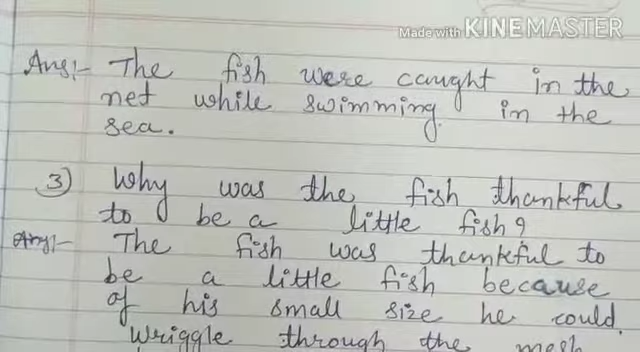 Made with KINEMASTER
Ans:- The fish were caught in the
net while swimming in the
sea.
3) Why was the fish thankful
to be a little fish?
Ans:- The fish was thankful to
be a little fish because
of his small size he could
wriggle through the mesh